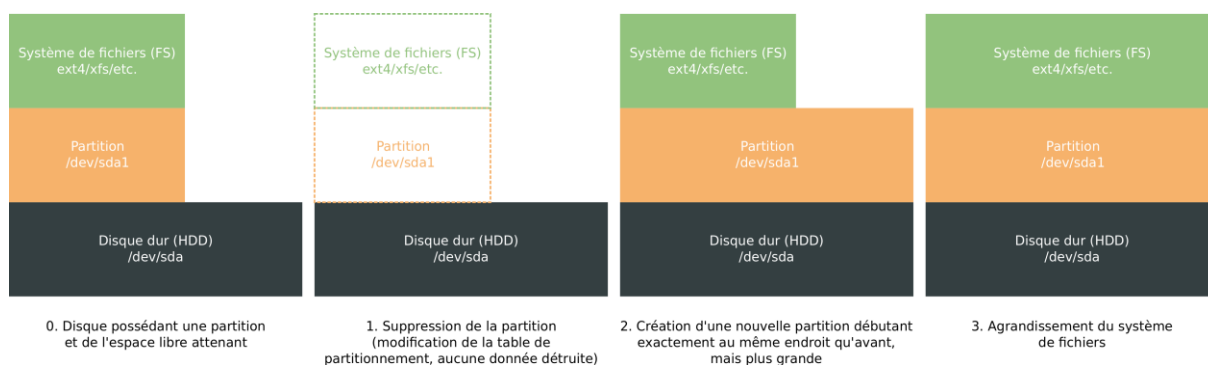 Système de fichiers (FS)
ext4/xfs/etc.
Partition
/dev/sda1
Disque dur (HDD)
/dev/sda
0. Disque possédant une partition
et de l'espace libre attenant
Système de fichiers (FS)
ext4/xfs/etc.
Partition
/dev/sda1
Disque dur (HDD)
/dev/sda
1. Suppression de la partition
(modification de la table de
partitionnement, aucune donnée détruite)
Système de fichiers (FS)
ext4/xfs/etc.
Partition
/dev/sda1
Disque dur (HDD)
/dev/sda
2. Création d'une nouvelle partition débutant
exactement au même endroit qu'avant,
mais plus grande
Système de fichiers (FS)
ext4/xfs/etc.
Partition
/dev/sda1
Disque dur (HDD)
/dev/sda
3. Agrandissement du système
de fichiers